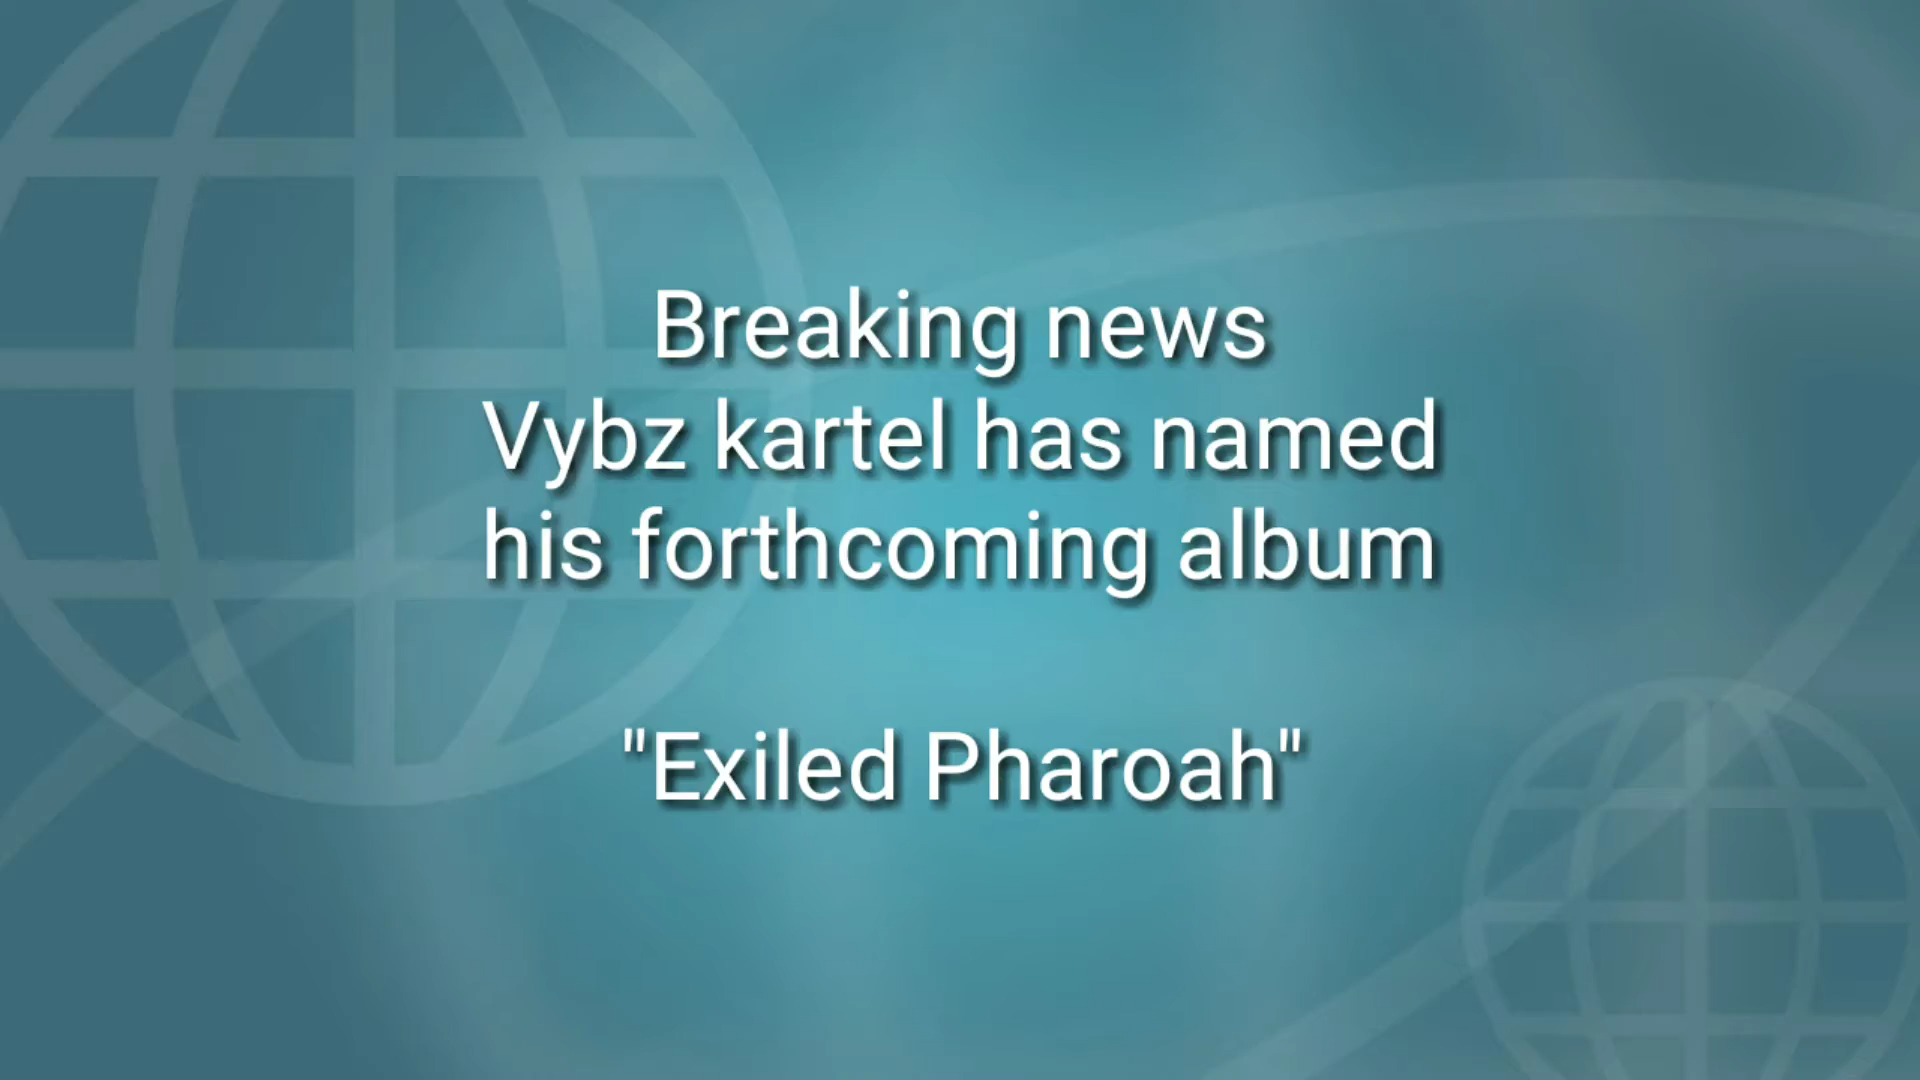 Breaking news
Vybz kartel has named
his forthcoming album
"Exiled Pharoah"